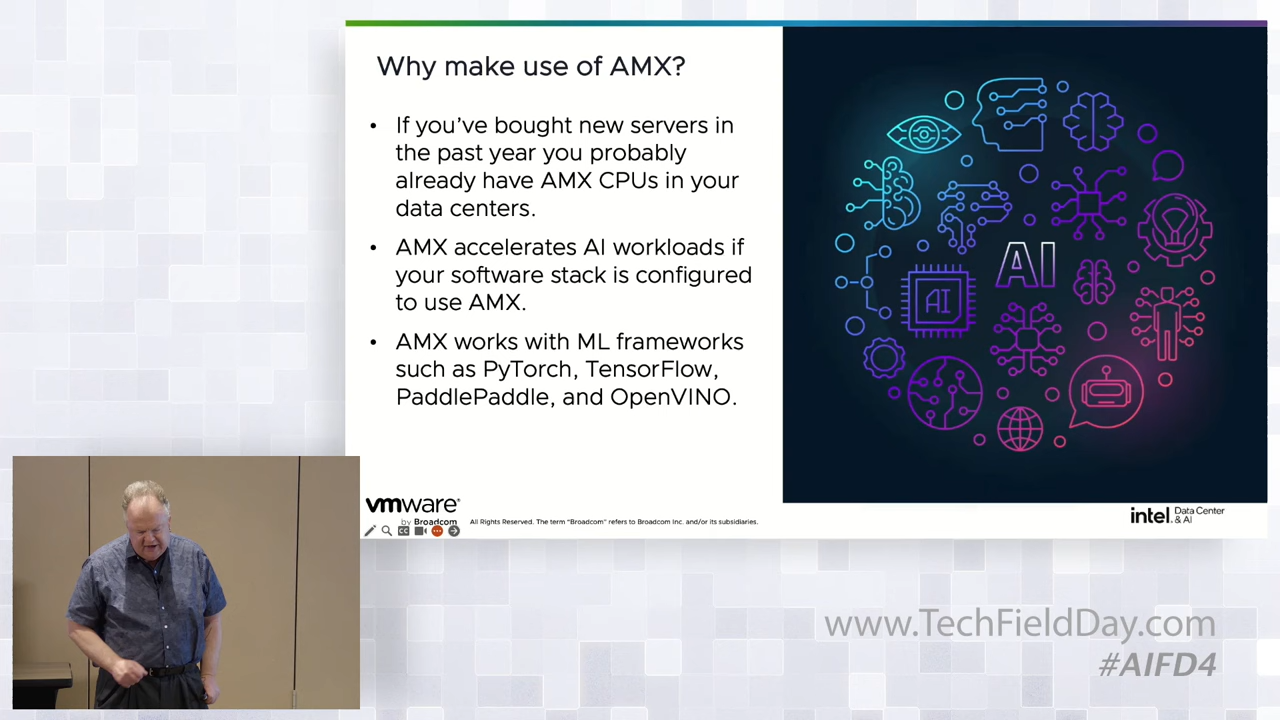 Why make use of AMX?
• If you’ve bought new servers in
the past year you probably
already have AMX CPUs in your
data centers.
• AMX accelerates AI workloads if
your software stack is configured
to use AMX.
• AMX works with ML frameworks
such as PyTorch, TensorFlow,
PaddlePaddle, and OpenVINO.
AI
AI
vmware®
by Broadcom
All Rights Reserved. The term “Broadcom” refers to Broadcom Inc. and/or its subsidiaries.
CC
intel. Data Center
& AI
www.TechFieldDay.com
#AIFD4